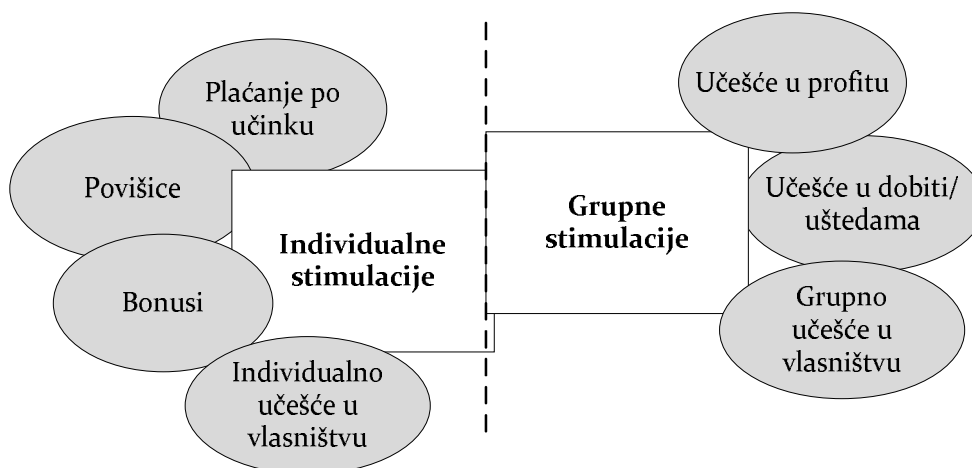 Plaćanje po
učinku
Povišice
Individualne
stimulacije
Bonusi
Individualno
učešće u
vlasništvu
Učešće u profitu
Grupne
stimulacije
Učešće u dobiti/
uštedama
Grupno
učešće u
vlasništvu